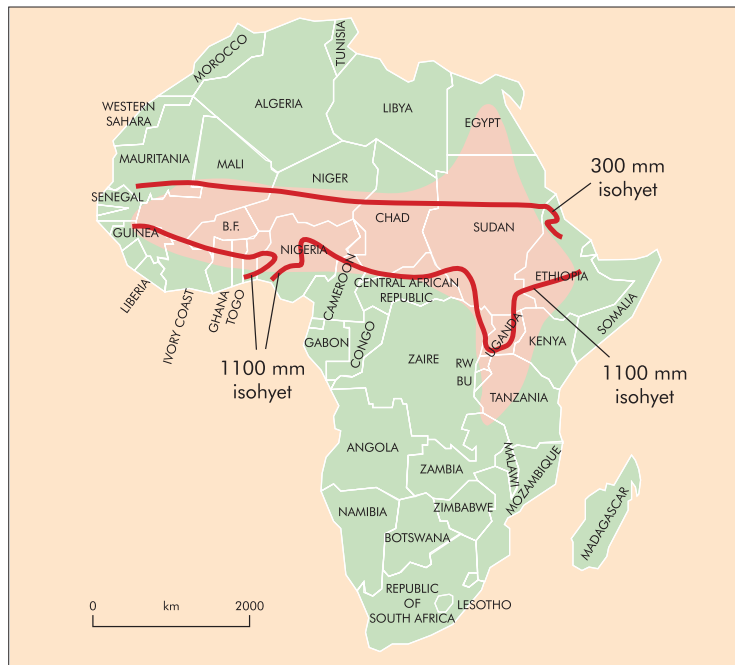 TUNISIA
MOROCCO
ALGERIA
LIBYA
EGYPT
WESTERN
SAHARA
MAURITANIA
MALI
NIGER
300 mm
isohyet
SENEGAL
CHAD
SUDAN
B.F.
GUINEA
NIGERIA
ETHIOPIA
CAMEROON
CENTRAL AFRICAN
REPUBLIC
LIBERIA
IVORY COAST
GHANA
TOGO
SOMALIA
UGANDA
KENYA
GABON
CONGO
ZAIRE
RW
BU
1100 mm
isohyet
1100 mm
isohyet
TANZANIA
ANGOLA
MALAWI
ZAMBIA
MOZAMBIQUE
NAMIBIA
ZIMBABWE
MADAGASCAR
BOTSWANA
REPUBLIC
OF
SOUTH AFRICA
LESOTHO
0 km 2000